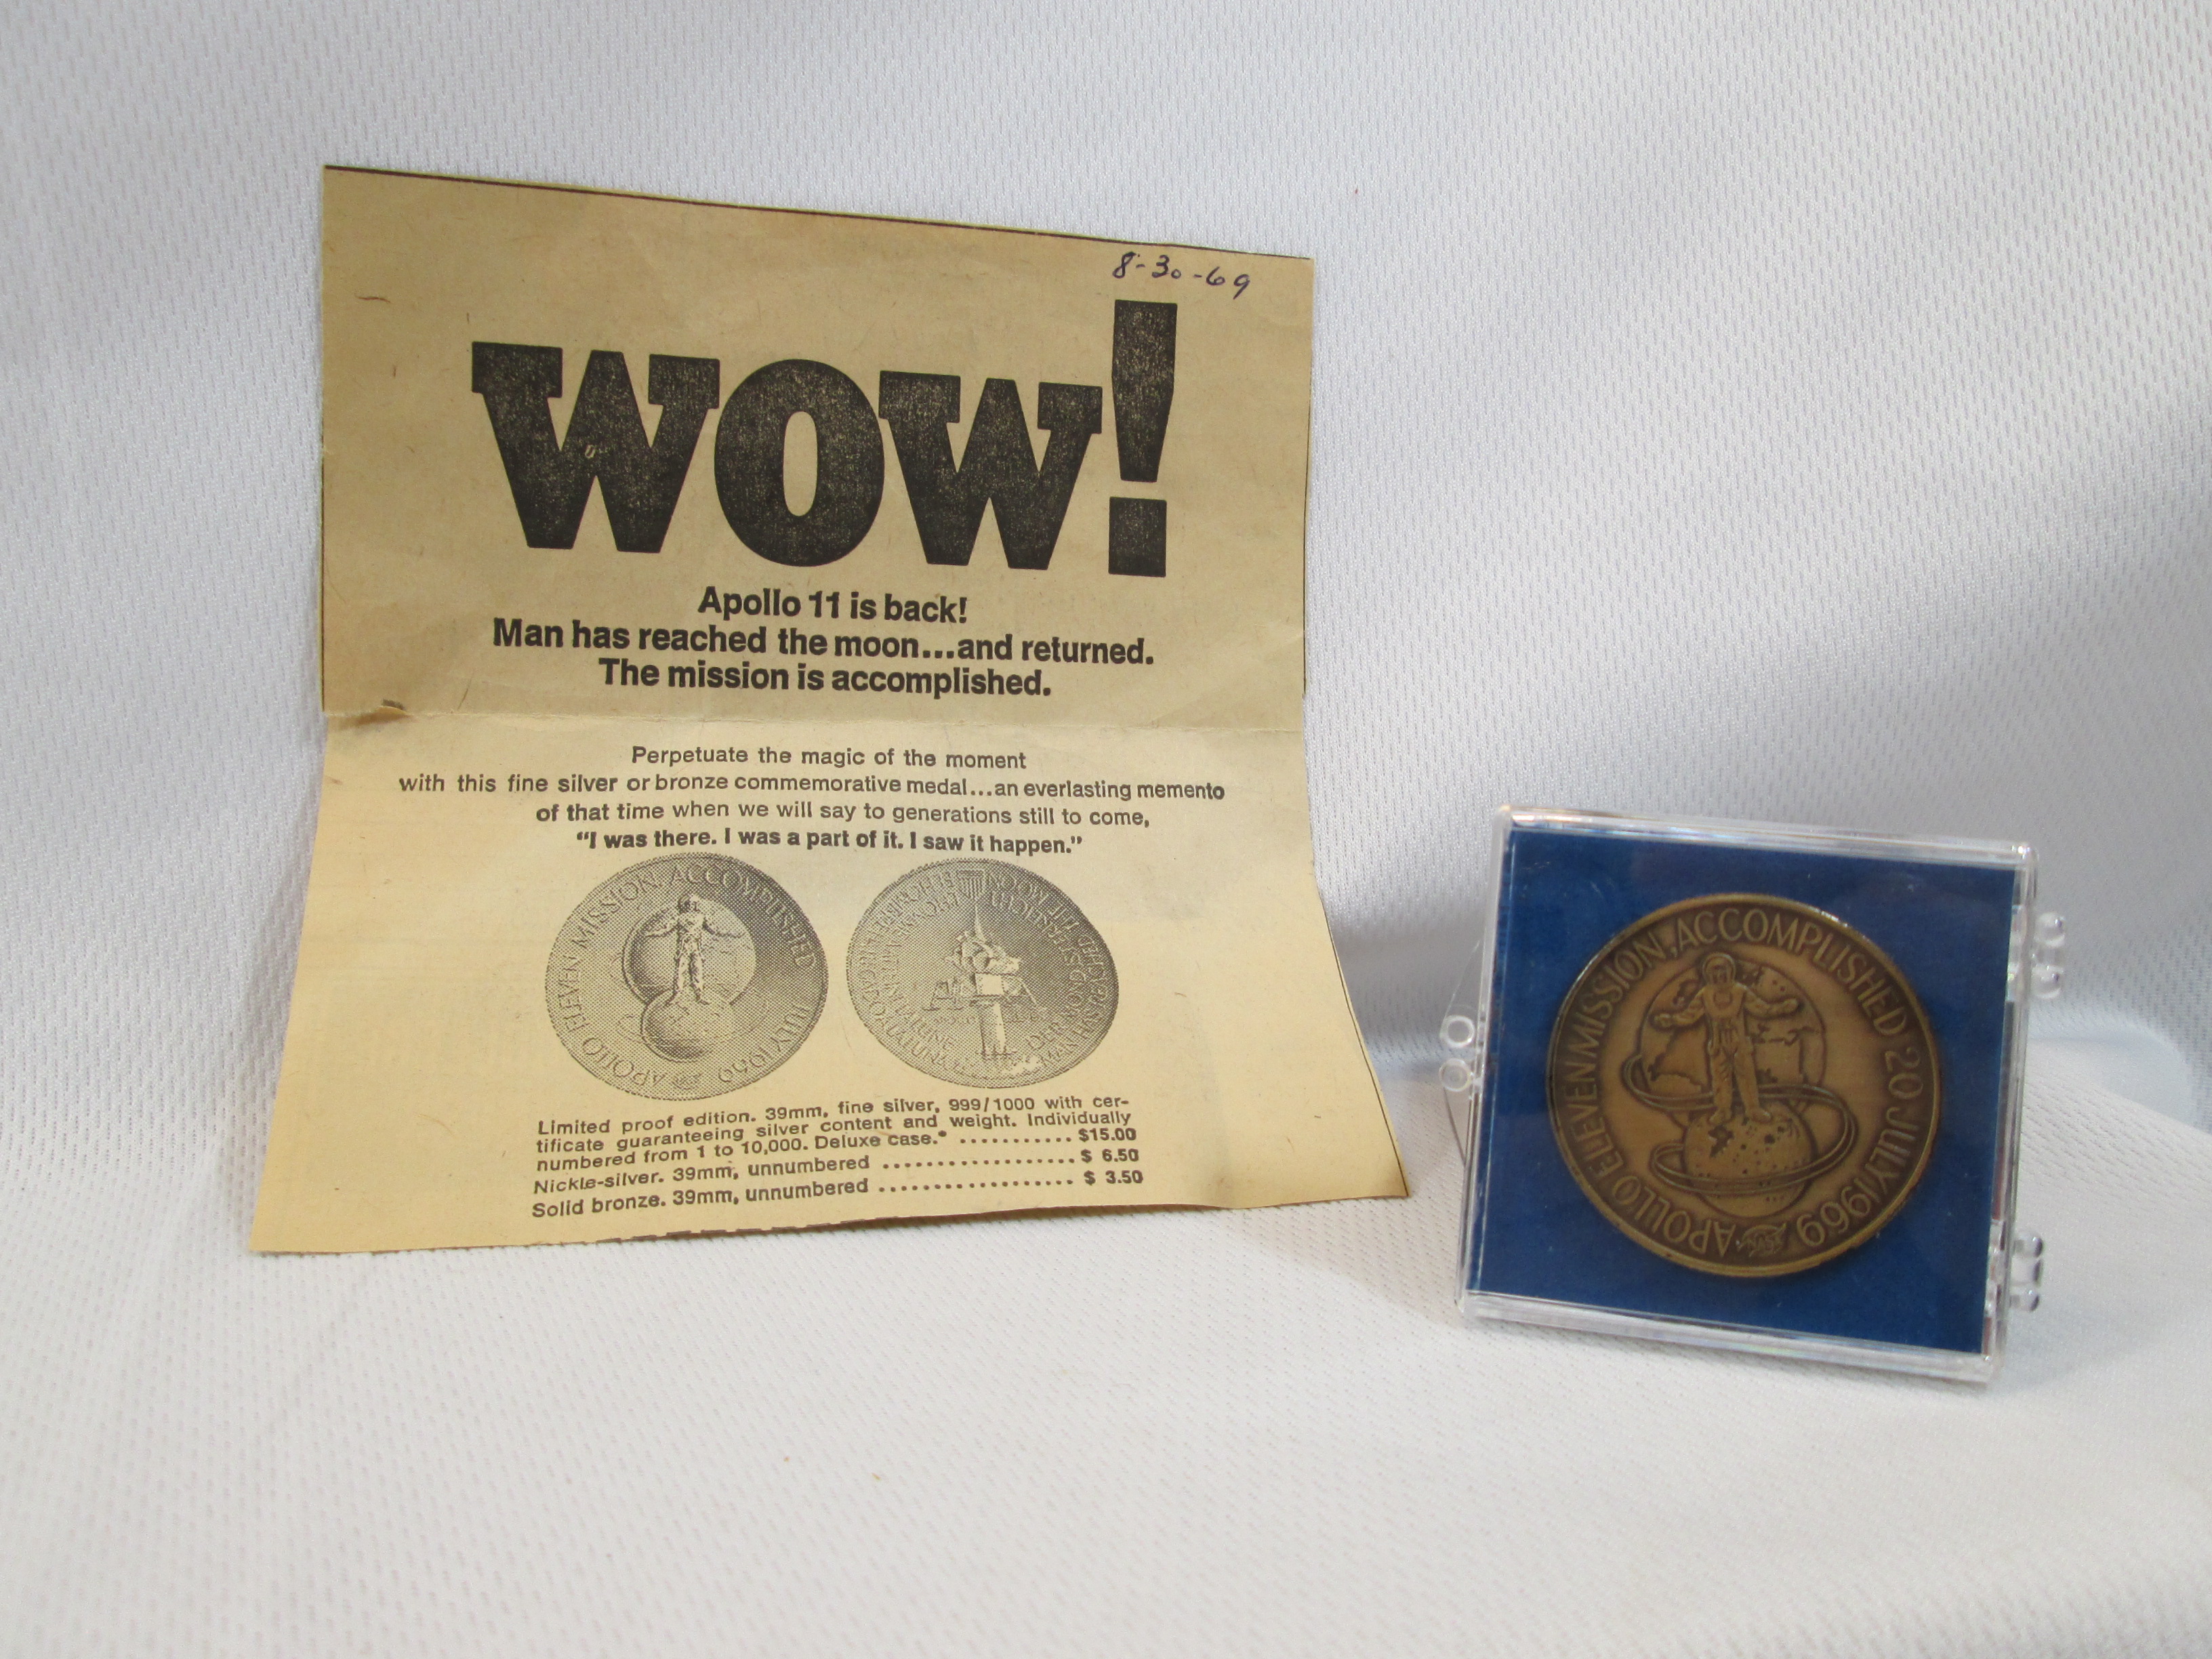 8-30-69
WOW!
Apollo 11 is back!
Man has reached the moon...and returned.
The mission is accomplished.
Perpetuate the magic of the moment
with this fine silver or bronze commemorative medal...an everlasting memento
of that time when we will say to generations still to come,
“I was there. I was a part of it. I saw it happen.”
APOLLO ELEVEN MISSION, ACCOMPLISHED JULY 1969
Limited proof edition. 39mm, fine silver, 999/1000 with cer-
tificate guaranteeing silver content and weight. Individually
numbered from 1 to 10,000. Deluxe case.* ........... $15.00
Nickle-silver. 39mm, unnumbered .................. $ 6.50
Solid bronze. 39mm, unnumbered .................. $ 3.50
APOLLO ELEVEN MISSION, ACCOMPLISHED 20 JULY 1969
NASA